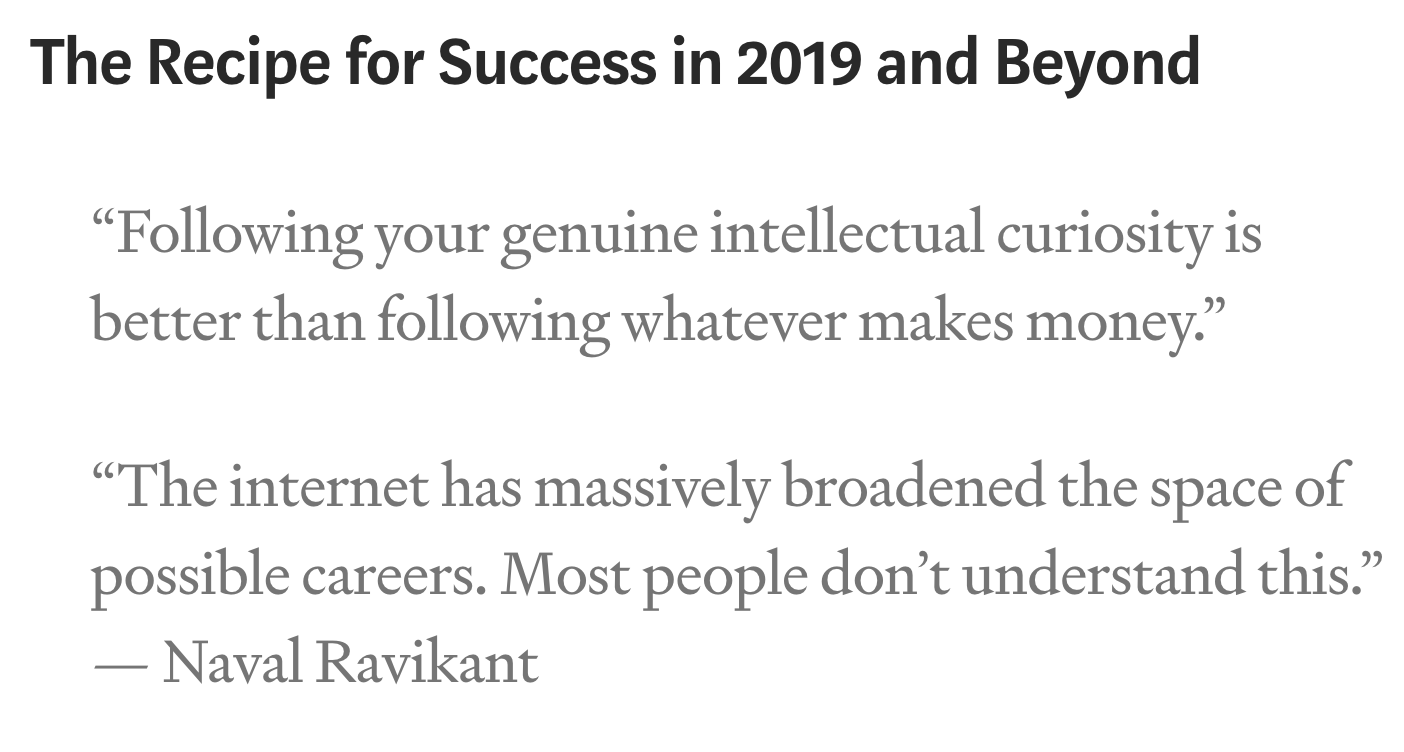 The Recipe for Success in 2019 and Beyond
“Following your genuine intellectual curiosity is
better than following whatever makes money.”
“The internet has massively broadened the space of
possible careers. Most people don’t understand this.”
— Naval Ravikant